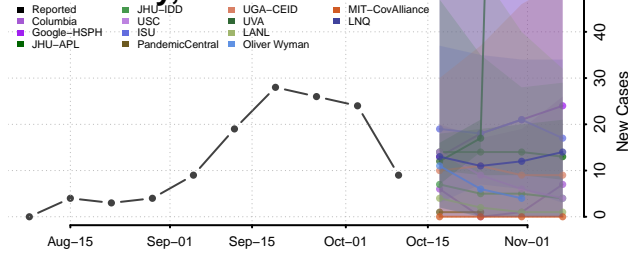 Reported JHU−IDD UGA−CEID MIT−CovAlliance
Columbia USC UVA LNQ
Google−HSPH ISU LANL
JHU−APL PandemicCentral Oliver Wyman
40
30
20
10
0
New Cases
Aug−15 Sep−01 Sep−15 Oct−01 Oct−15 Nov−01